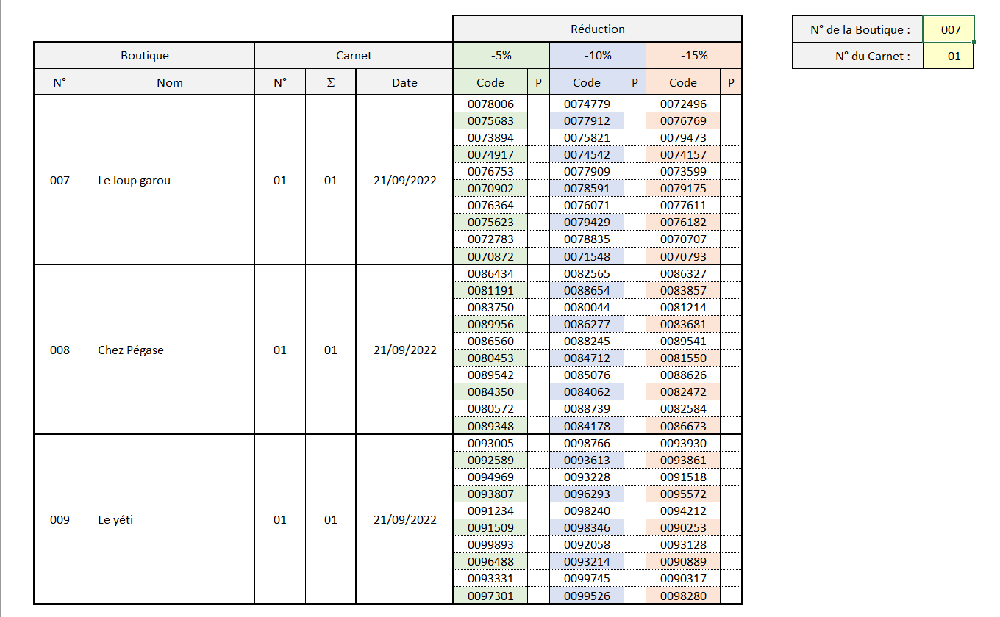 Réduction
N° de la Boutique : 007
Boutique Carnet -5% -10% -15%
N° du Carnet : 01
N° Nom N° Σ Date Code P Code P Code P
0078006 0074779 0072496
0075683 0077912 0076769
0073894 0075821 0079473
0074917 0074542 0074157
0076753 0077909 0073599
007 Le loup garou 01 01 21/09/2022
0070902 0078591 0079175
0076364 0076071 0077611
0075623 0079429 0076182
0072783 0078835 0070707
0070872 0071548 0070793
0086434 0082565 0086327
0081191 0088654 0083857
0083750 0080044 0081214
0089956 0086277 0083681
0086560 0088245 0089541
008 Chez Pégase 01 01 21/09/2022
0080453 0084712 0081550
0089542 0085076 0088626
0084350 0084062 0082472
0080572 0088739 0082584
0089348 0084178 0086673
0093005 0098766 0093930
0092589 0093613 0093861
0094969 0093228 0091518
0093807 0096293 0095572
0091234 0098240 0094212
009 Le yéti 01 01 21/09/2022
0091509 0098346 0090253
0099893 0092058 0093128
0096488 0093214 0090889
0093331 0099745 0090317
0097301 0099526 0098280